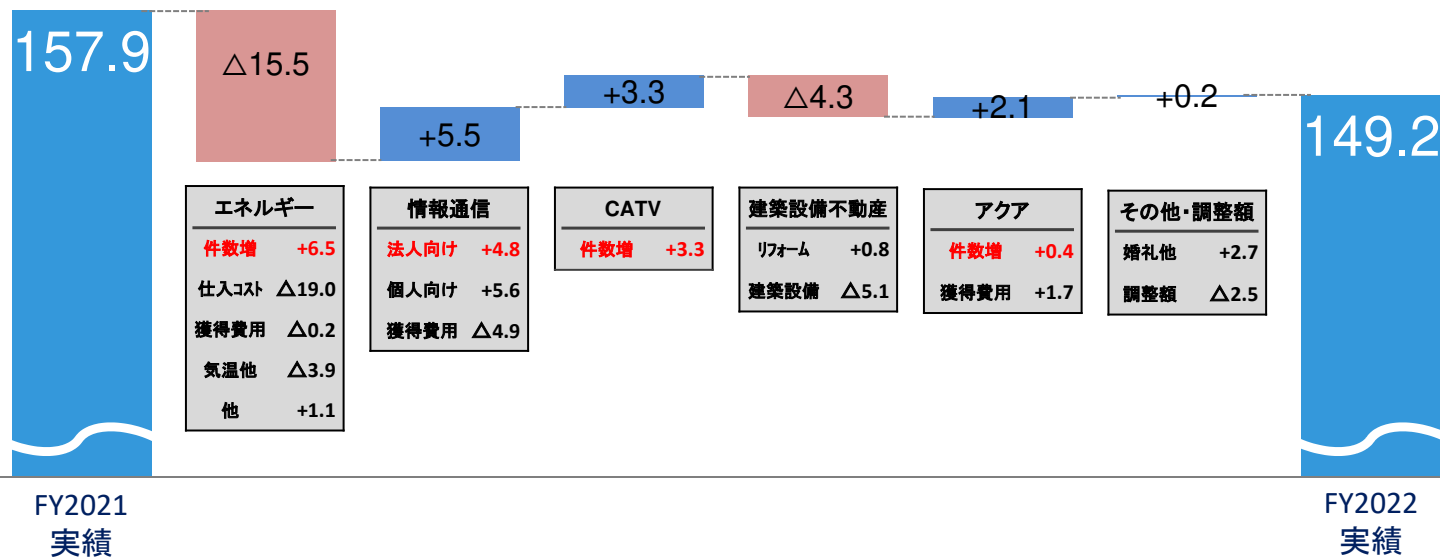 157.9
△15.5
+5.5
+3.3
△4.3
+2.1
+0.2
149.2
エネルギー
件数増 +6.5
仕入コスト △19.0
獲得費用 △0.2
気温他 △3.9
他 +1.1
情報通信
法人向け +4.8
個人向け +5.6
獲得費用 △4.9
CATV
件数増 +3.3
建築設備不動産
リフォーム +0.8
建築設備 △5.1
アクア
件数増 +0.4
獲得費用 +1.7
その他・調整額
婚礼他 +2.7
調整額 △2.5
FY2021
実績
FY2022
実績